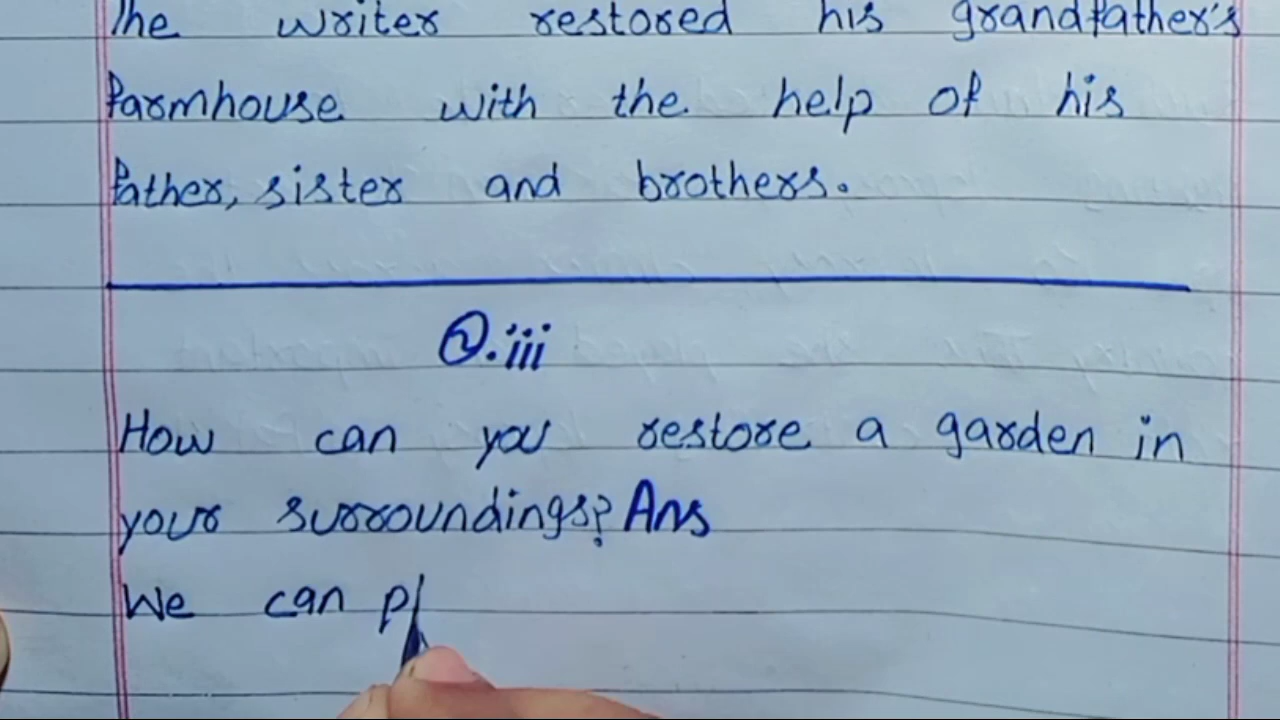 The writer restored his grandfather's
farmhouse with the help of his
father, sister and brothers.
Q.iii
How can you restore a garden in
your surroundings? Ans
We can pl